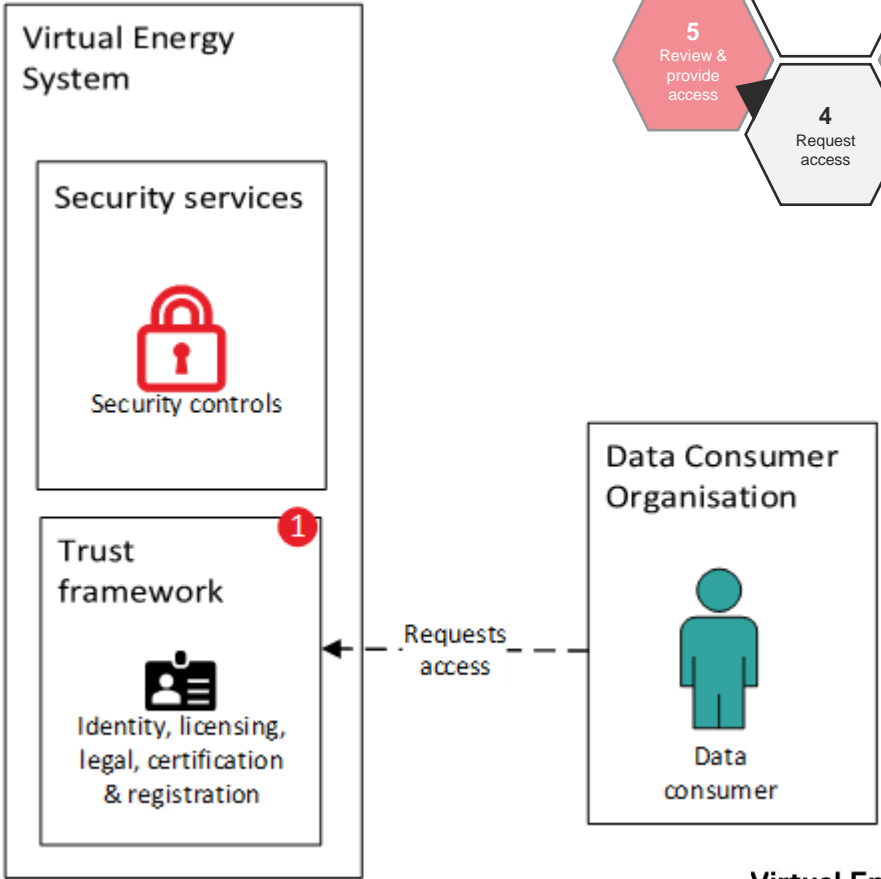 Virtual Energy
System
5
Review &
provide
access
4
Request
access
Security services
Security controls
Data Consumer
Organisation
1
Trust
framework
Requests
access
Identity, licensing,
legal, certification
& registration
Data
consumer